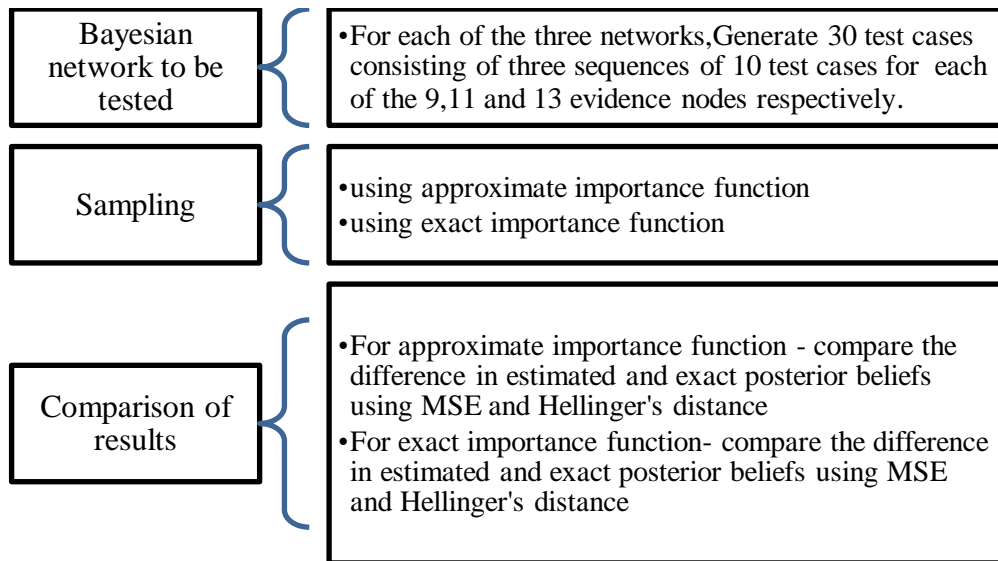 Bayesian
network to be
tested
•For each of the three networks,Generate 30 test cases
consisting of three sequences of 10 test cases for each
of the 9,11 and 13 evidence nodes respectively.
Sampling
•using approximate importance function
•using exact importance function
Comparison of
results
•For approximate importance function - compare the
difference in estimated and exact posterior beliefs
using MSE and Hellinger's distance
•For exact importance function- compare the difference
in estimated and exact posterior beliefs using MSE
and Hellinger's distance